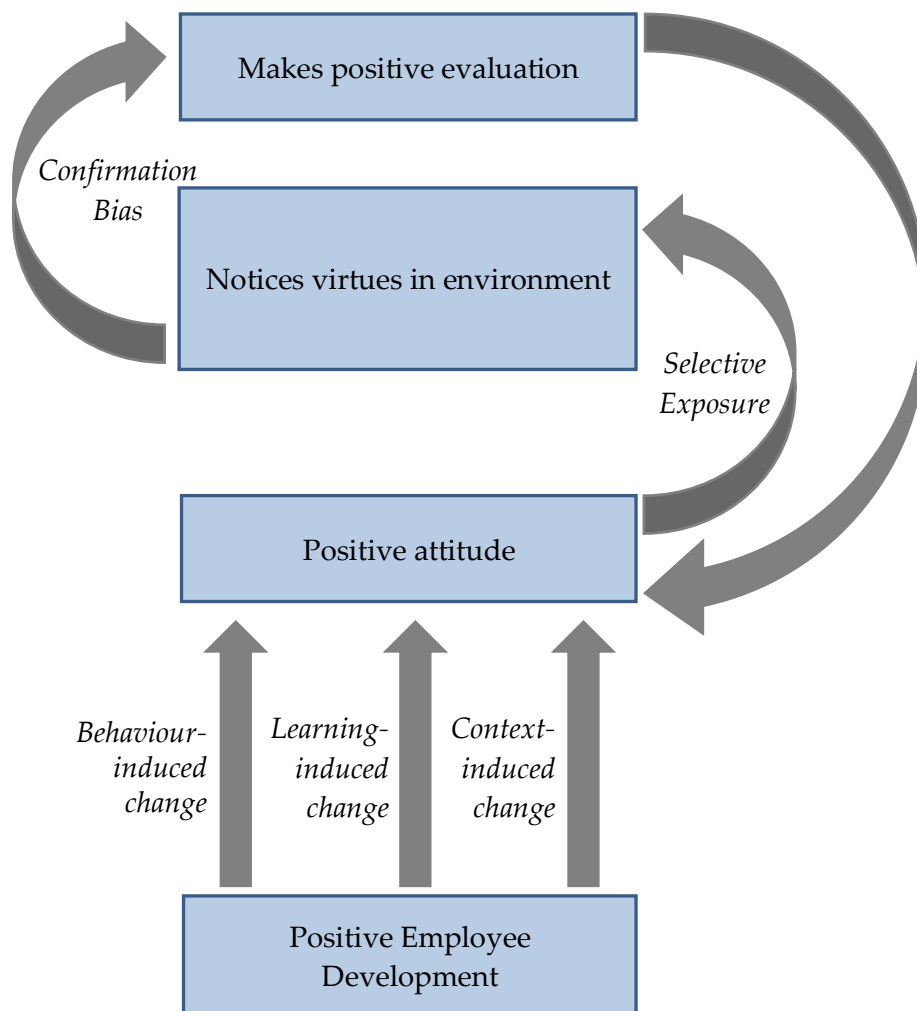 Makes positive evaluation
Confirmation
Bias
Notices virtues in environment
Selective
Exposure
Positive attitude
Behaviour-
induced
change
Learning-
induced
change
Context-
induced
change
Positive Employee
Development